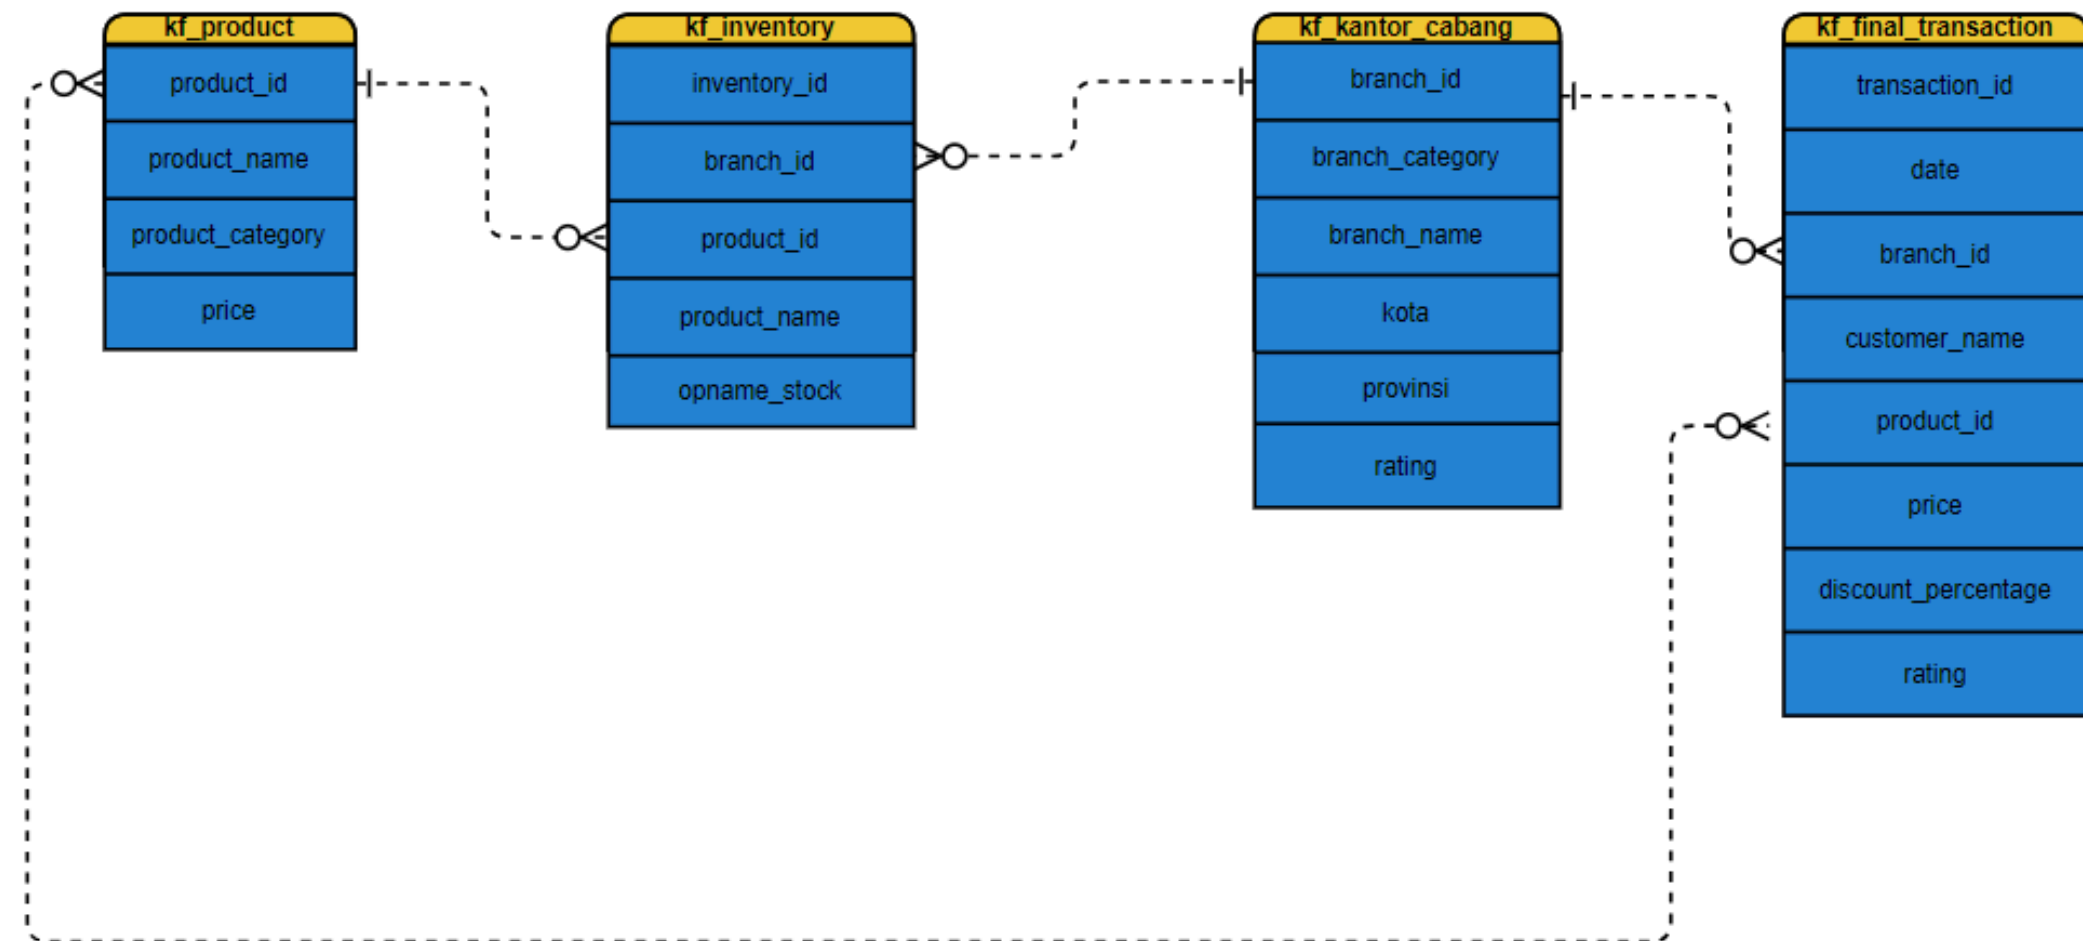 kf_product
product_id
product_name
product_category
price
kf_inventory
inventory_id
branch_id
product_id
product_name
opname_stock
kf_kantor_cabang
branch_id
branch_category
branch_name
kota
provinsi
rating
kf_final_transaction
transaction_id
date
branch_id
customer_name
product_id
price
discount_percentage
rating